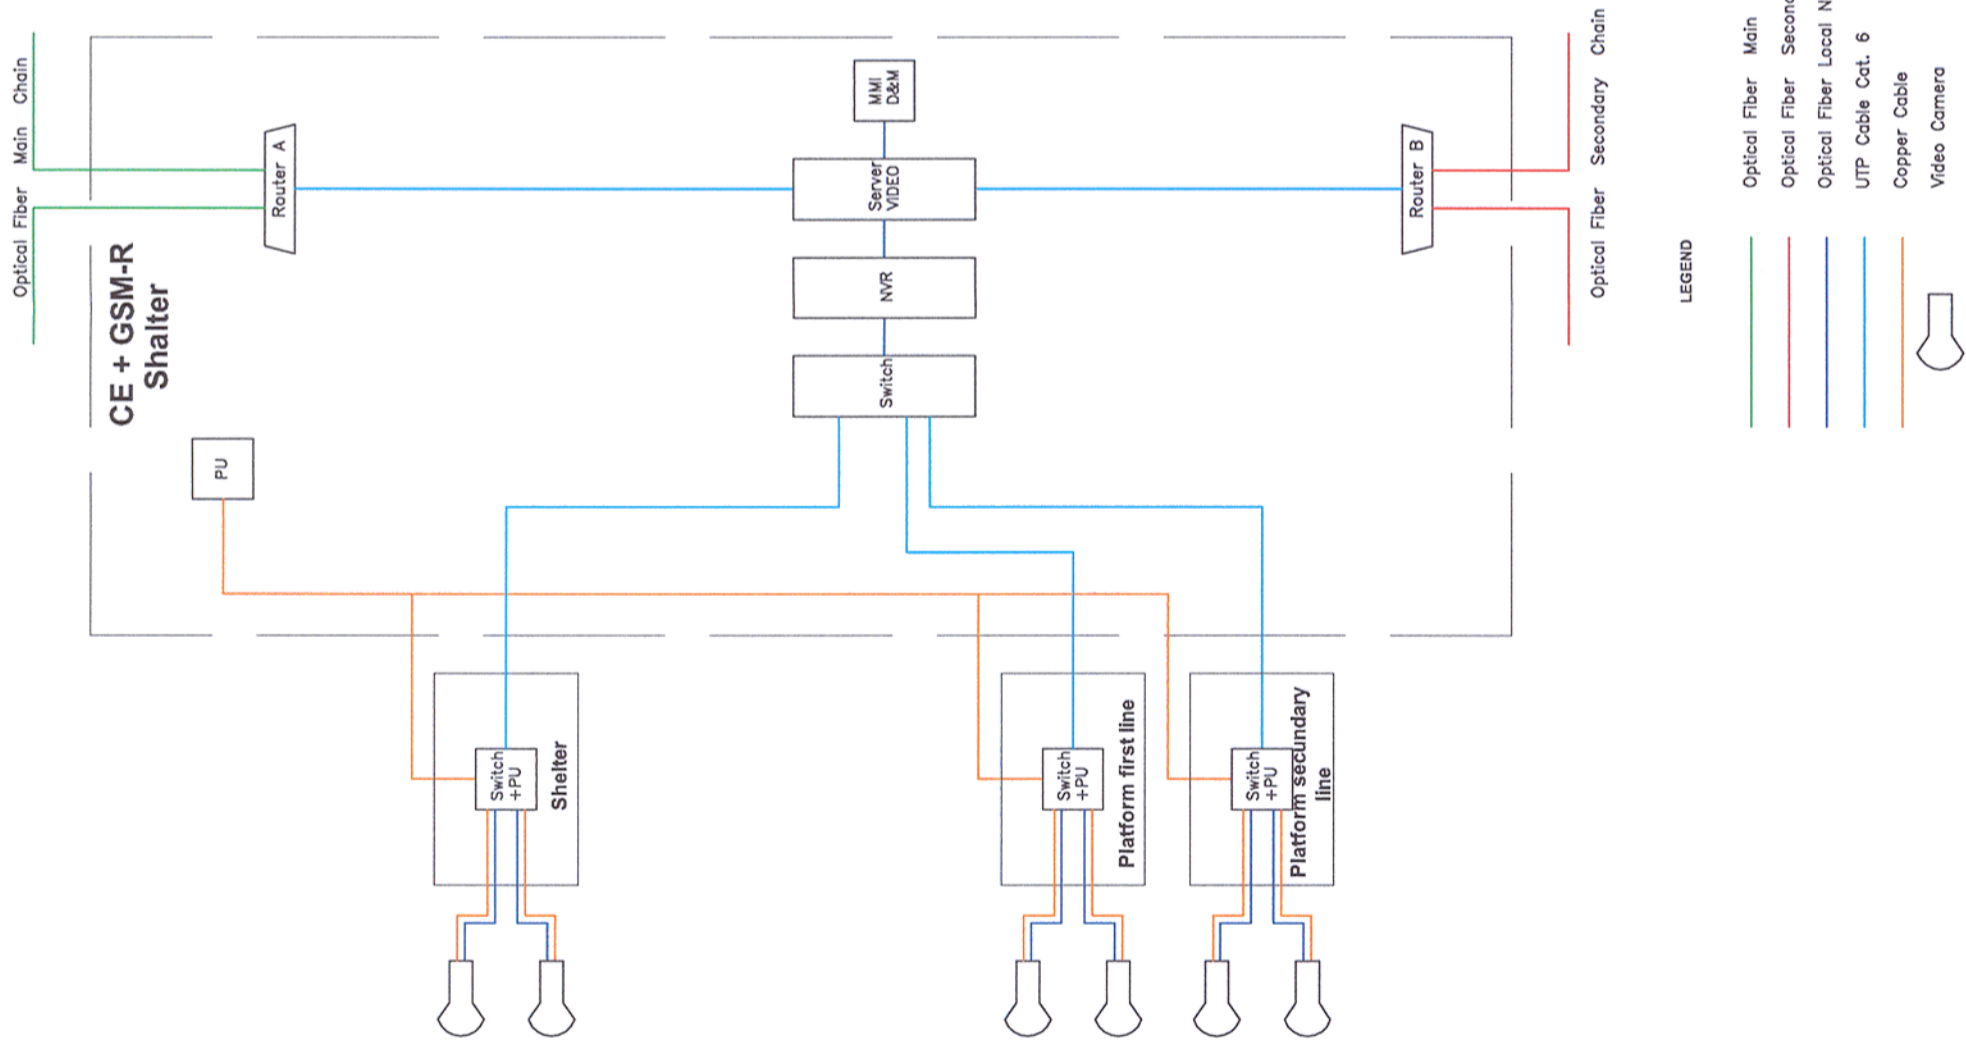 Optical Fiber Main Chain
CE + GSM-R
Shalter
Router A
PU
MMI
D&M
Server
VIDEO
NVR
Switch
Router B
Optical Fiber Secondary Chain
Switch
+PU
Shelter
Switch
+PU
Platform first line
Switch
+PU
Platform secundary
line
LEGEND
Optical Fiber Main
Optical Fiber
Optical Fiber Local
UTP Cable Cat. 6
Copper Cable
Video Camera